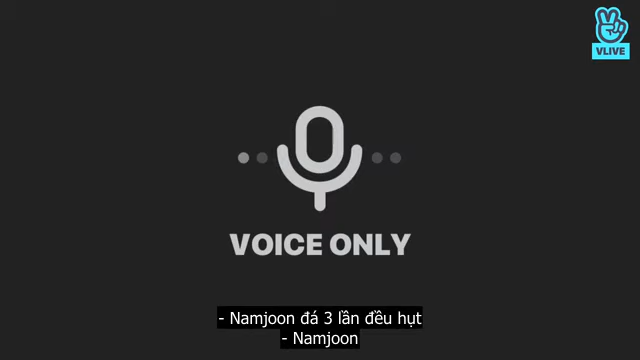 VLIVE
VOICE ONLY
- Namjoon đá 3 lần đều hụt
- Namjoon